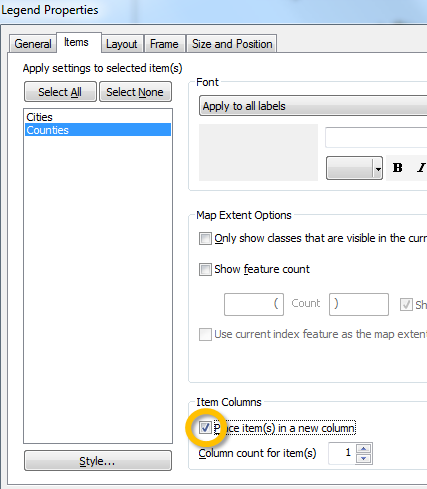 Legend Properties
General Items Layout Frame Size and Position
Apply settings to selected item(s)
Select All Select None
Cities
Counties
Style...
Font
Apply to all labels
B I
Map Extent Options
Only show classes that are visible in the curr
Show feature count
( Count ) Sh
Use current index feature as the map extent
Item Columns
Place item(s) in a new column
Column count for item(s) 1